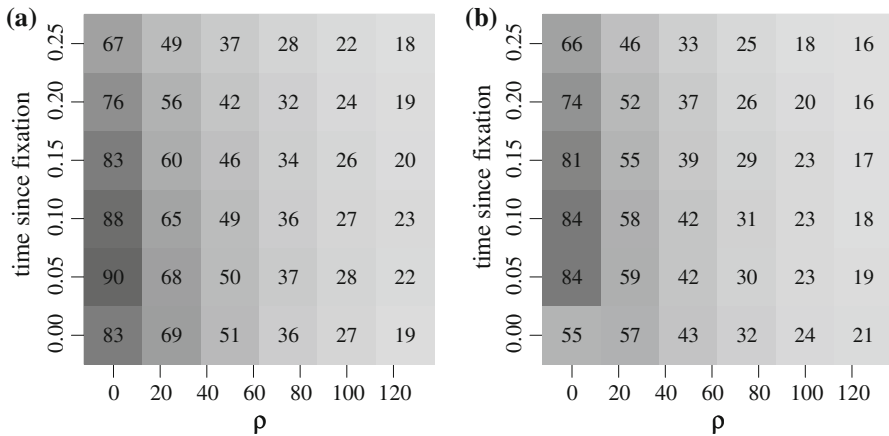 (a) (b)
time since fixation
0.25 67 49 37 28 22 18
0.20 76 56 42 32 24 19
0.15 83 60 46 34 26 20
0.10 88 65 49 36 27 23
0.05 90 68 50 37 28 22
0.00 83 69 51 36 27 19
0 20 40 60 80 100 120
ρ
time since fixation
0.25 66 46 33 25 18 16
0.20 74 52 37 26 20 16
0.15 81 55 39 29 23 17
0.10 84 58 42 31 23 18
0.05 84 59 42 30 23 19
0.00 55 57 43 32 24 21
0 20 40 60 80 100 120
ρ